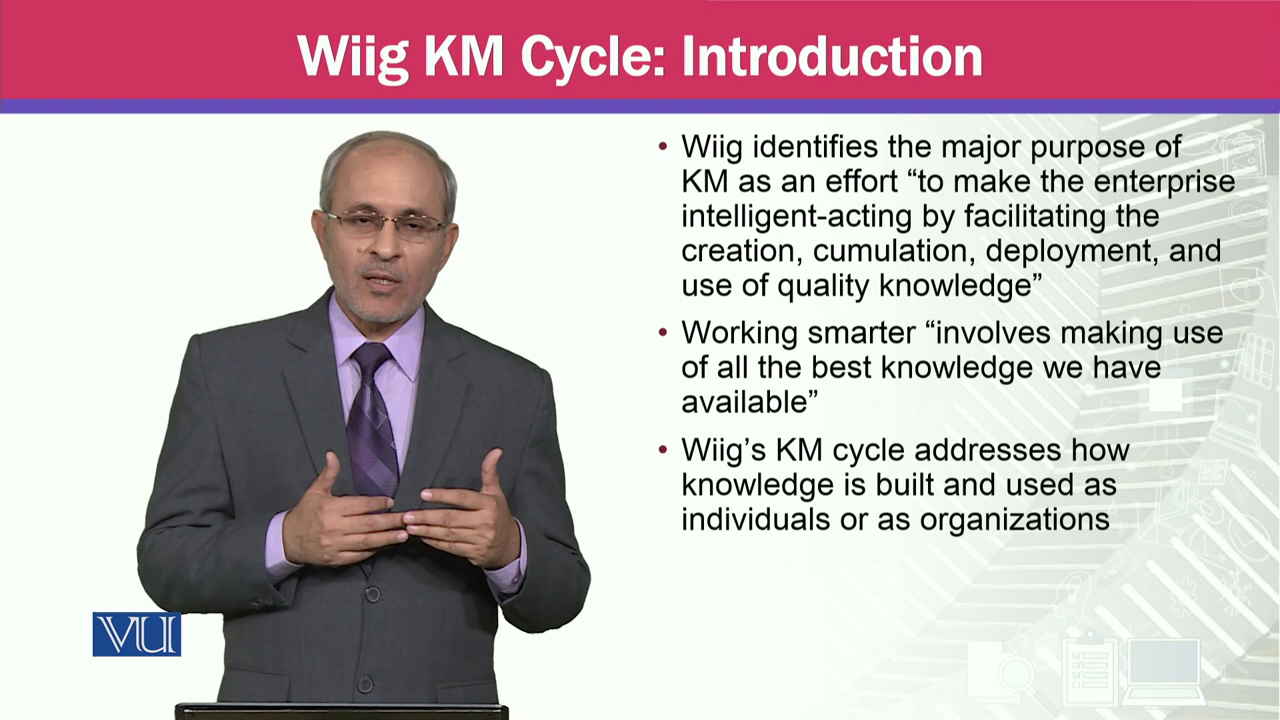 Wiig KM Cycle: Introduction
• Wiig identifies the major purpose of
KM as an effort “to make the enterprise
intelligent-acting by facilitating the
creation, cumulation, deployment, and
use of quality knowledge”
• Working smarter “involves making use
of all the best knowledge we have
available”
• Wiig’s KM cycle addresses how
knowledge is built and used as
individuals or as organizations
VU